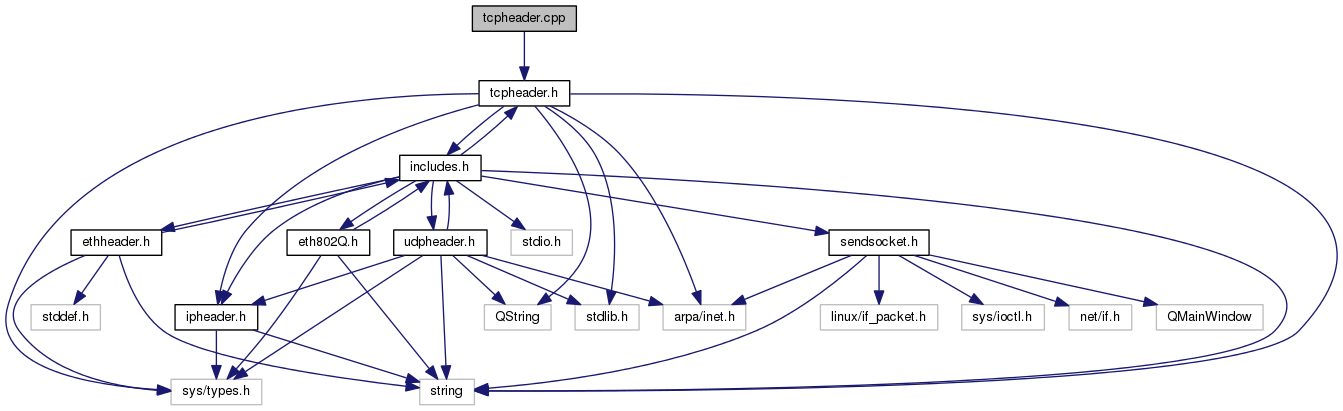 tcpheader.cpp
tcpheader.h
includes.h
ethheader.h
eth802Q.h
udpheader.h
stdio.h
sendsocket.h
stddef.h
ipheader.h
QString
stdlib.h
arpa/inet.h
linux/if_packet.h
sys/ioctl.h
net/if.h
QMainWindow
sys/types.h
string